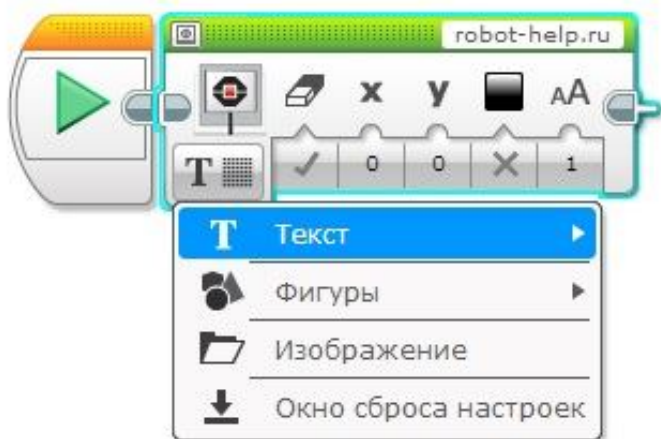 robot-help.ru
x y AA
T 0 0 1
T Текст
Фигуры
Изображение
Окно сброса настроек